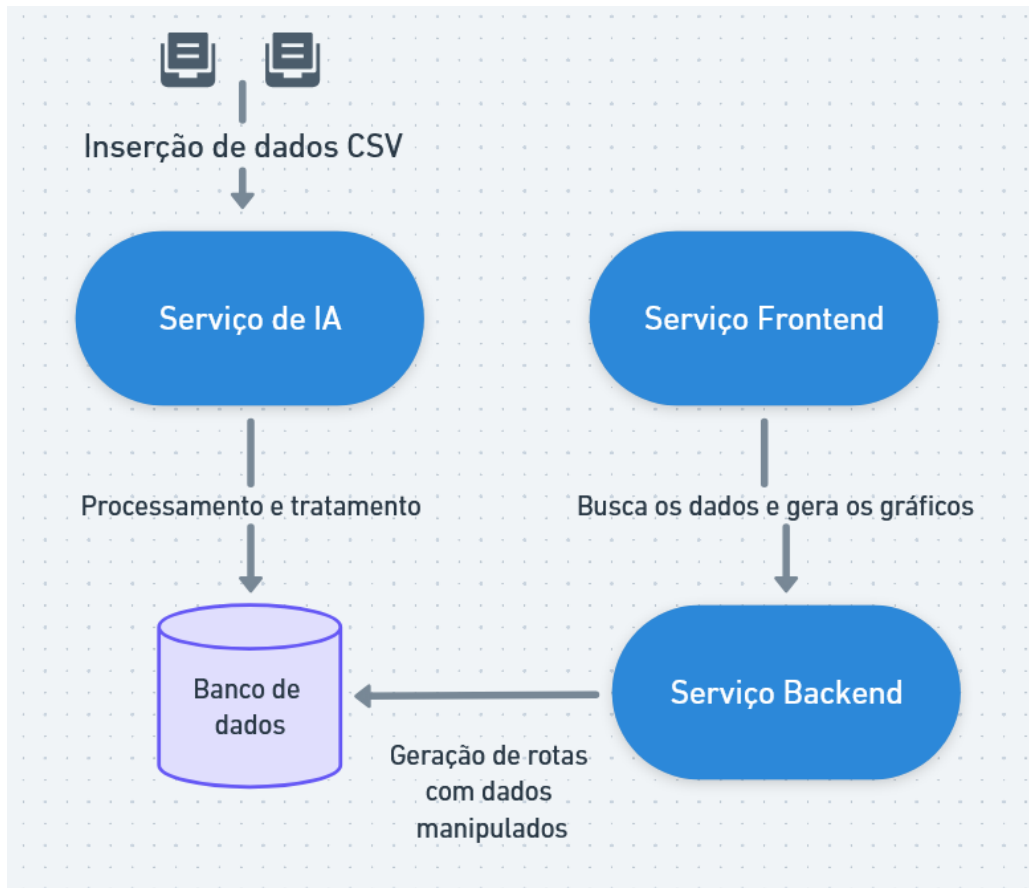 Inserção de dados CSV
Serviço de IA
Serviço Frontend
Processamento e tratamento
Busca os dados e gera os gráficos
Banco de
dados
Serviço Backend
Geração de rotas
com dados
manipulados